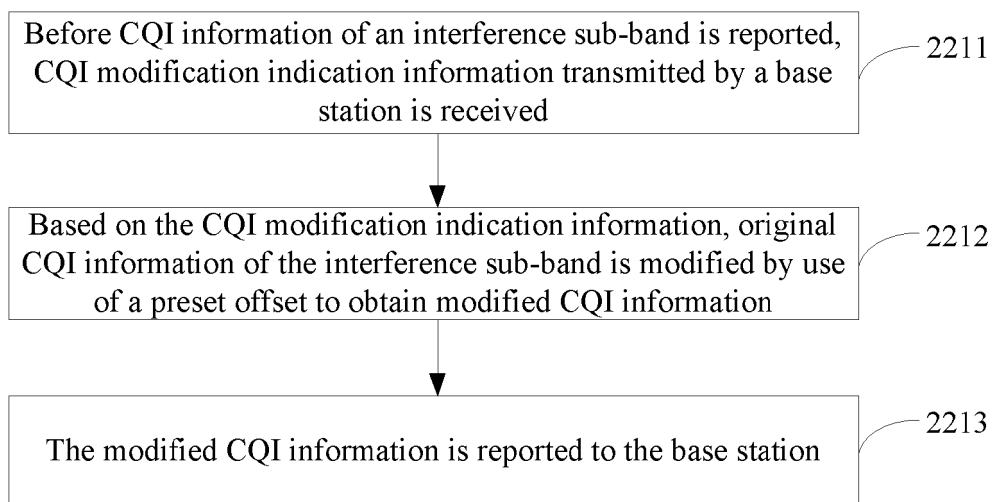 Before CQI information of an interference sub-band is reported,
CQI modification indication information transmitted by a base
station is received
2211
Based on the CQI modification indication information, original
CQI information of the interference sub-band is modified by use
of a preset offset to obtain modified CQI information
2212
The modified CQI information is reported to the base station
2213